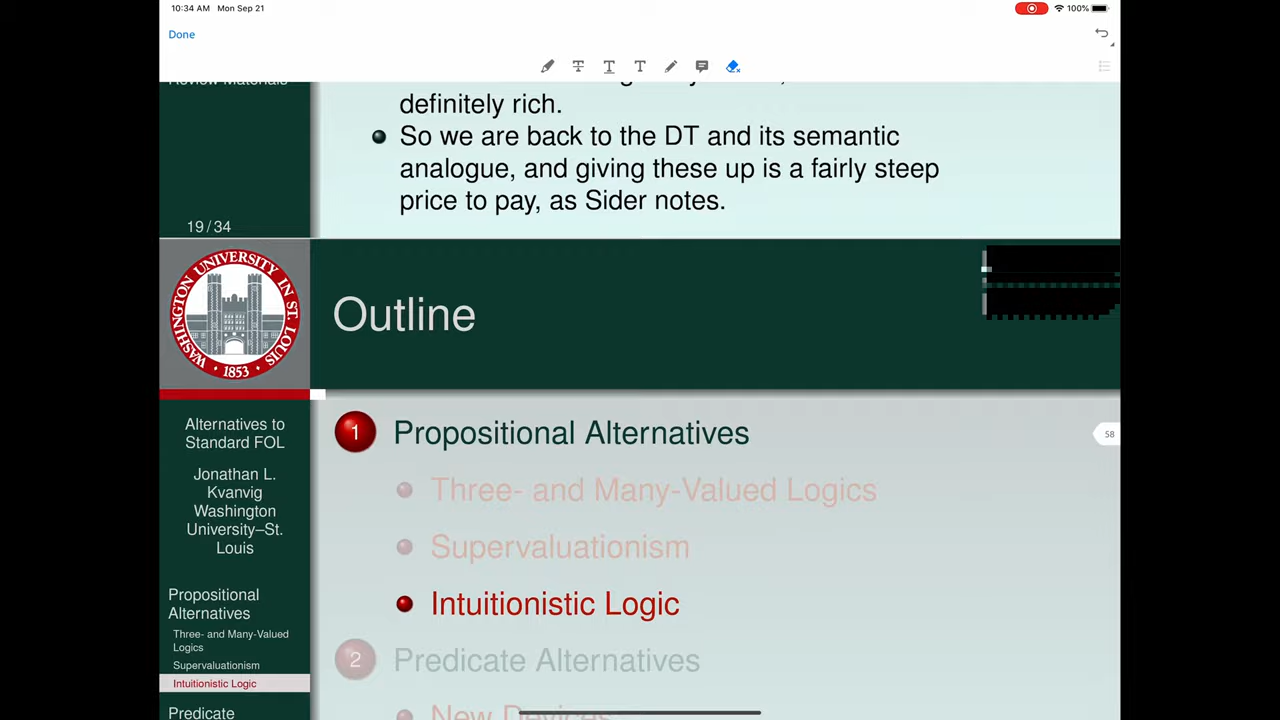 10:34 AM Mon Sep 21
100%
Done
definitely rich.
So we are back to the DT and its semantic
analogue, and giving these up is a fairly steep
price to pay, as Sider notes.
19/34
WASHINGTON UNIVERSITY IN ST. LOUIS
1853
Outline
Alternatives to
Standard FOL
Jonathan L.
Kvanvig
Washington
University–St.
Louis
Propositional
Alternatives
Three- and Many-Valued
Logics
Supervaluationism
Intuitionistic Logic
Predicate
1 Propositional Alternatives
Three- and Many-Valued Logics
Supervaluationism
Intuitionistic Logic
2 Predicate Alternatives
New Devices
58